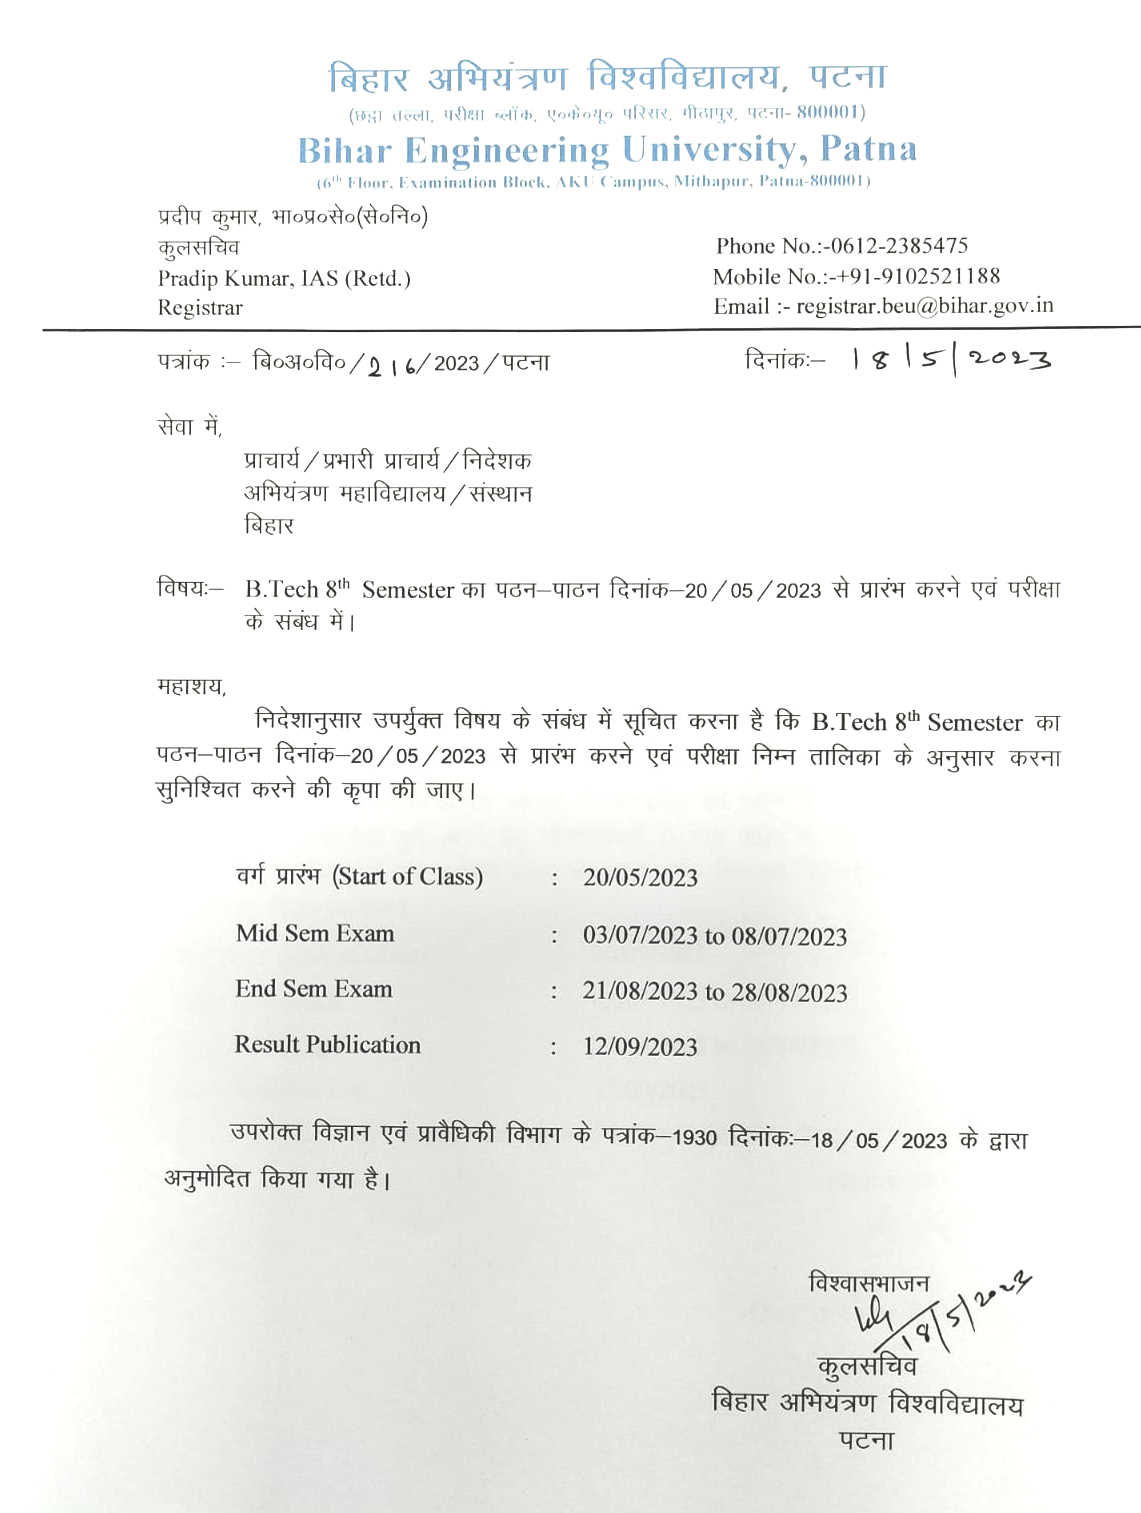 बिहार अभियंत्रण विश्वविद्यालय, पटना
(छट्ठा तल्ला, परीक्षा ब्लॉक, ए०के०यू० परिसर, मीठापुर, पटना- 800001)
Bihar Engineering University, Patna
(6th Floor, Examination Block, AKU Campus, Mithapur, Patna-800001)
प्रदीप कुमार, भा०प्र०से०(से०नि०)
कुलसचिव
Phone No.:-0612-2385475
Pradip Kumar, IAS (Retd.)
Mobile No.:-+91-9102521188
Registrar
Email :- registrar.beu@bihar.gov.in
पत्रांक :– बि०अ०वि०/216/2023/पटना
दिनांकः– 18/5/2023
सेवा में,
प्राचार्य/प्रभारी प्राचार्य/निदेशक
अभियंत्रण महाविद्यालय/संस्थान
बिहार
विषयः– B.Tech 8th Semester का पठन–पाठन दिनांक–20/05/2023 से प्रारंभ करने एवं परीक्षा
के संबंध में।
महाशय,
निदेशानुसार उपर्युक्त विषय के संबंध में सूचित करना है कि B.Tech 8th Semester का
पठन–पाठन दिनांक–20/05/2023 से प्रारंभ करने एवं परीक्षा निम्न तालिका के अनुसार करना
सुनिश्चित करने की कृपा की जाए।
वर्ग प्रारंभ (Start of Class) : 20/05/2023
Mid Sem Exam : 03/07/2023 to 08/07/2023
End Sem Exam : 21/08/2023 to 28/08/2023
Result Publication : 12/09/2023
उपरोक्त विज्ञान एवं प्रावैधिकी विभाग के पत्रांक–1930 दिनांकः–18/05/2023 के द्वारा
अनुमोदित किया गया है।
विश्वासभाजन
18/5/2023
कुलसचिव
बिहार अभियंत्रण विश्वविद्यालय
पटना